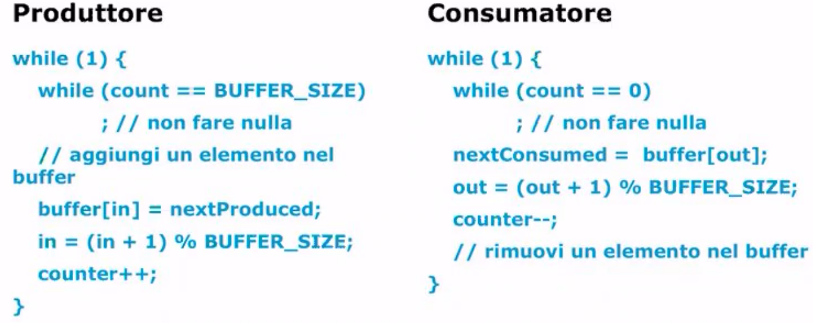 Produttore
while (1) {
while (count == BUFFER_SIZE)
; // non fare nulla
// aggiungi un elemento nel
buffer
buffer[in] = nextProduced;
in = (in + 1) % BUFFER_SIZE;
counter++;
}
Consumatore
while (1) {
while (count == 0)
; // non fare nulla
nextConsumed = buffer[out];
out = (out + 1) % BUFFER_SIZE;
counter--;
// rimuovi un elemento nel buffer
}